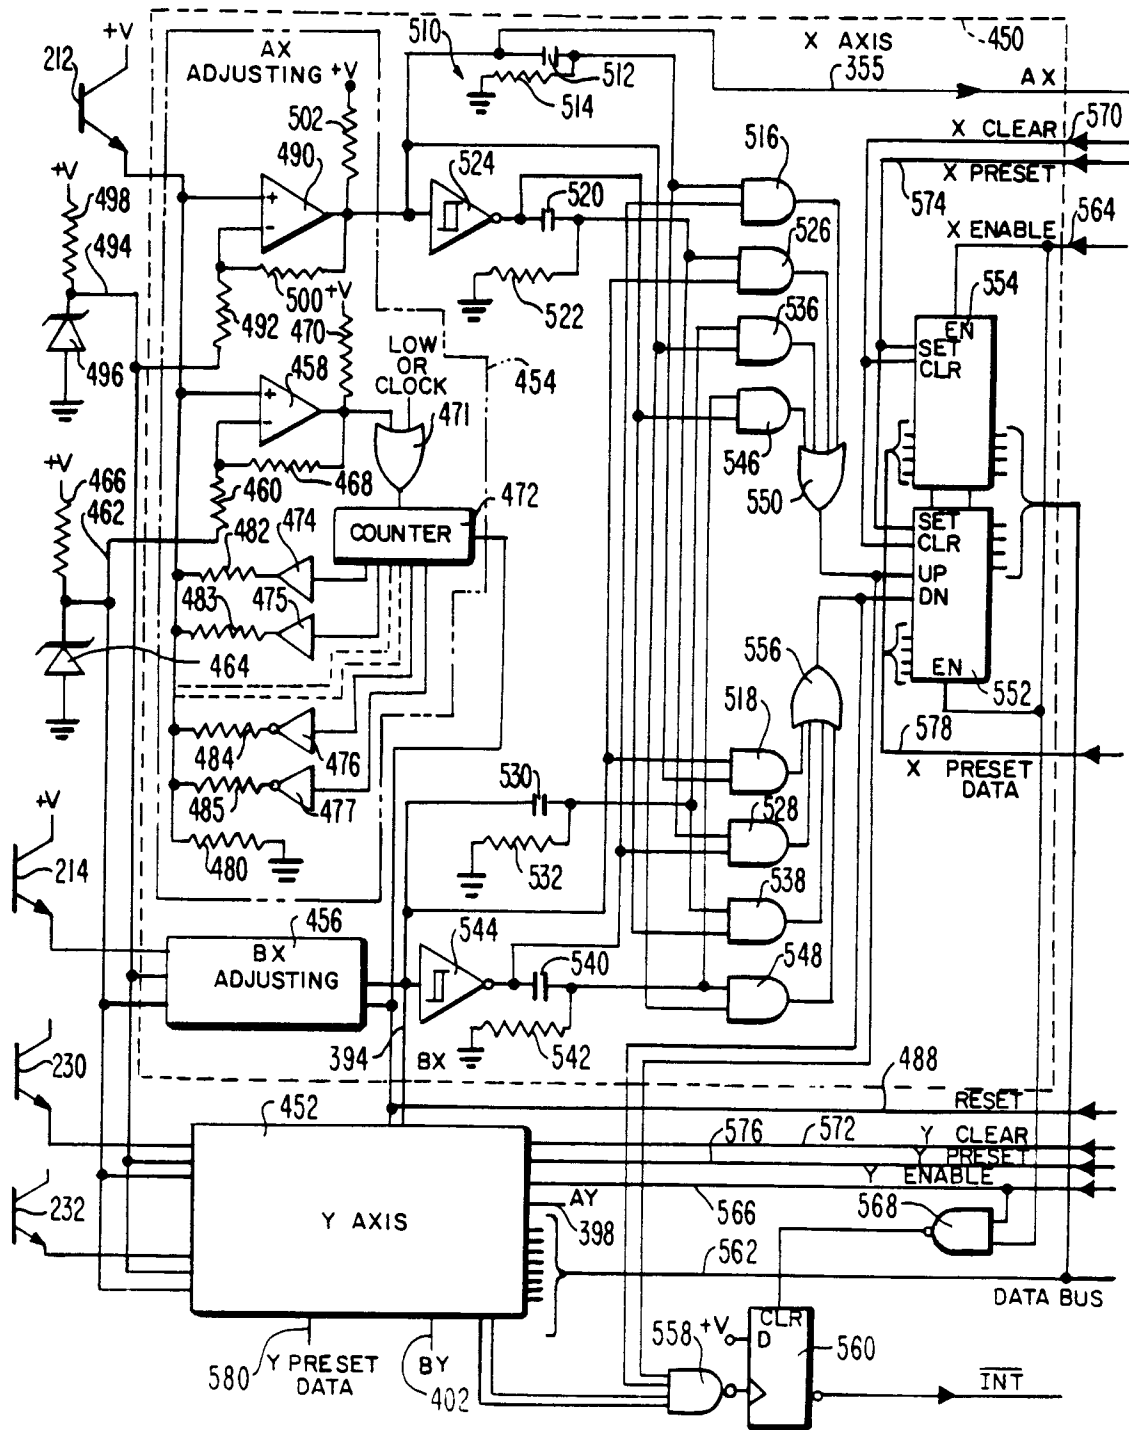 +V
212
AX
ADJUSTING
+V
502
490
510
512
514
X AXIS
450
355
AX
X CLEAR
570
516
X PRESET
574
X ENABLE
564
524
520
+V
498
494
+
-
526
554
522
500
+V
492
470
536
EN
SET
CLR
496
458
LOW
OR
CLOCK
454
+
-
471
546
+V
466
462
460
468
550
472
COUNTER
482
474
SET
CLR
UP
DN
483
475
464
556
EN
552
518
578
484
476
X PRESET
DATA
485
477
530
528
+V
480
532
214
538
456
544
BX
ADJUSTING
540
548
542
394
BX
230
488
RESET
452
576
572
Y CLEAR
Y PRESET
Y ENABLE
232
AY
566
568
Y AXIS
398
562
DATA BUS
558
+V
CLR
D
560
580
Y PRESET
DATA
BY
402
INT